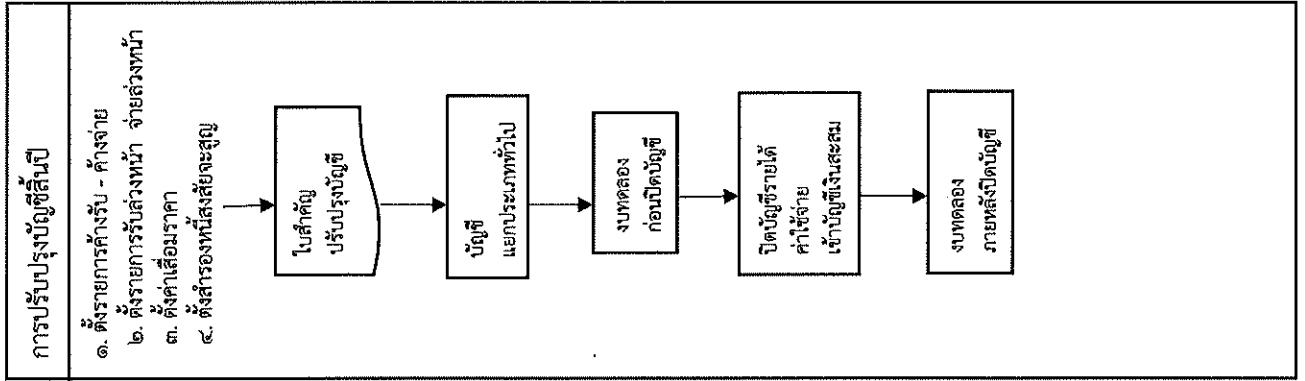 การปรับปรุงบัญชีสิ้นปี
๑. ตั้งรายการค้างรับ - ค้างจ่าย
๒. ตั้งรายการรับล่วงหน้า จ่ายล่วงหน้า
๓. ตั้งค่าเสื่อมราคา
๔. ตั้งสำรองหนี้สงสัยจะสูญ
ใบสำคัญ
ปรับปรุงบัญชี
บัญชี
แยกประเภททั่วไป
งบทดลอง
ก่อนปิดบัญชี
ปิดบัญชีรายได้
ค่าใช้จ่าย
เข้าบัญชีเงินสะสม
งบทดลอง
ภายหลังปิดบัญชี